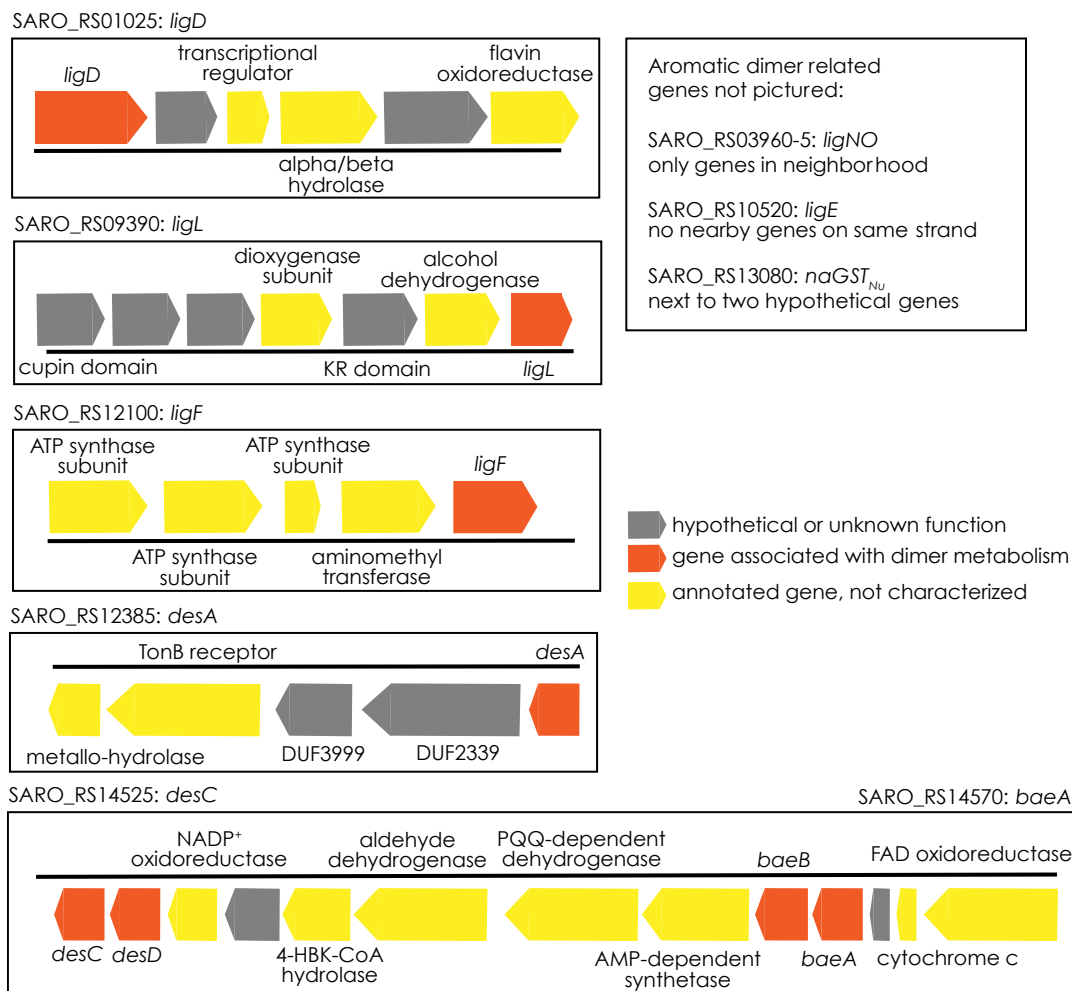 SARO_RS01025: ligD
ligD
transcriptional
regulator
flavin
oxidoreductase
alpha/beta
hydrolase
Aromatic dimer related
genes not pictured:
SARO_RS03960-5: ligNO
only genes in neighborhood
SARO_RS10520: ligE
no nearby genes on same strand
SARO_RS13080: naGST_Nu
next to two hypothetical genes
SARO_RS09390: ligL
dioxygenase
subunit
alcohol
dehydrogenase
cupin domain
KR domain
ligL
SARO_RS12100: ligF
ATP synthase
subunit
ATP synthase
subunit
ligF
ATP synthase
subunit
aminomethyl
transferase
hypothetical or unknown function
gene associated with dimer metabolism
annotated gene, not characterized
SARO_RS12385: desA
TonB receptor
desA
metallo-hydrolase
DUF3999
DUF2339
SARO_RS14525: desC
SARO_RS14570: baeA
NADP⁺
oxidoreductase
aldehyde
dehydrogenase
PQQ-dependent
dehydrogenase
baeB
FAD oxidoreductase
desC
desD
4-HBK-CoA
hydrolase
AMP-dependent
synthetase
baeA
cytochrome c